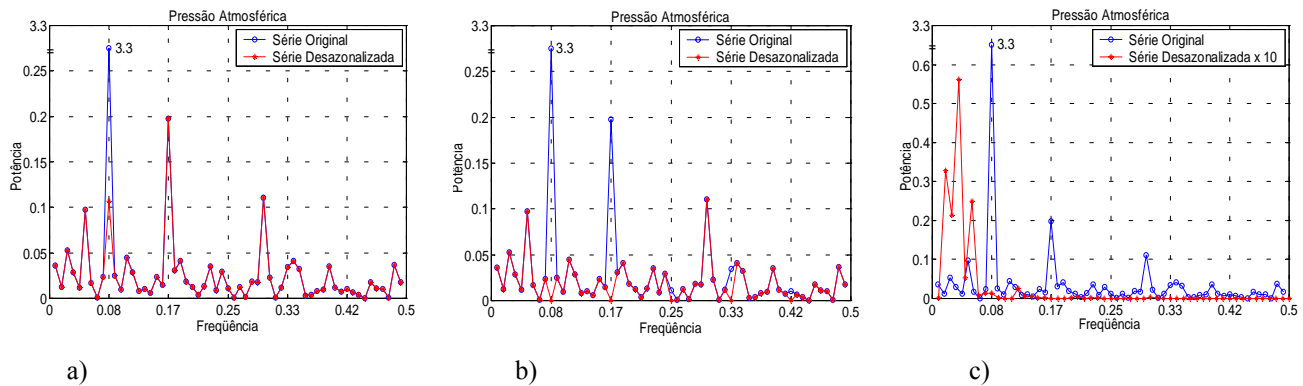 Pressão Atmosférica
3.3
0.25
0.2
0.15
0.1
0.05
0
Potência
3.3
Série Original
Série Desazonalizada
0 0.08 0.17 0.25 0.33 0.42 0.5
Freqüência
a)
Pressão Atmosférica
3.3
0.25
0.2
0.15
0.1
0.05
0
Potência
3.3
Série Original
Série Desazonalizada
0 0.08 0.17 0.25 0.33 0.42 0.5
Freqüência
b)
Pressão Atmosférica
3.3
0.6
0.5
0.4
0.3
0.2
0.1
0
Potência
3.3
Série Original
Série Desazonalizada x 10
0 0.08 0.17 0.25 0.33 0.42 0.5
Freqüência
c)